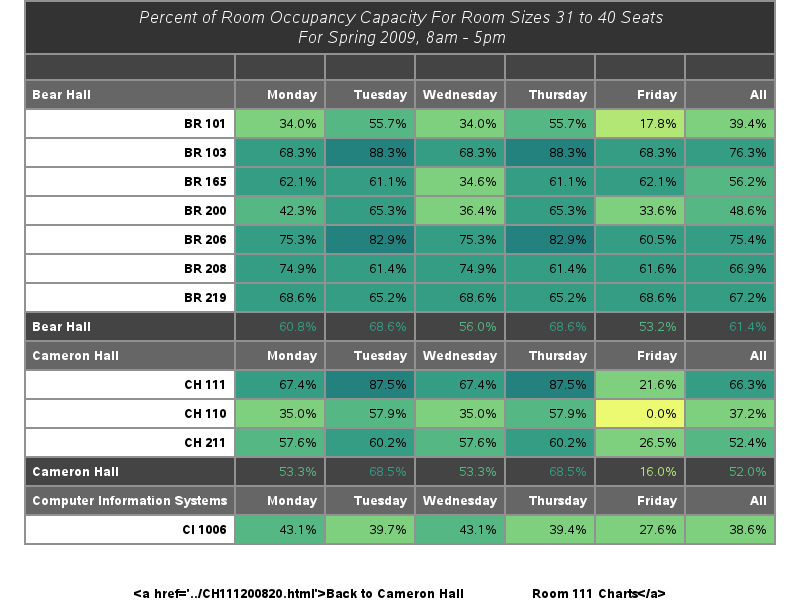 Percent of Room Occupancy Capacity For Room Sizes 31 to 40 Seats
For Spring 2009, 8am - 5pm
Bear Hall Monday Tuesday Wednesday Thursday Friday All
BR 101 34.0% 55.7% 34.0% 55.7% 17.8% 39.4%
BR 103 68.3% 88.3% 68.3% 88.3% 68.3% 76.3%
BR 165 62.1% 61.1% 34.6% 61.1% 62.1% 56.2%
BR 200 42.3% 65.3% 36.4% 65.3% 33.6% 48.6%
BR 206 75.3% 82.9% 75.3% 82.9% 60.5% 75.4%
BR 208 74.9% 61.4% 74.9% 61.4% 61.6% 66.9%
BR 219 68.6% 65.2% 68.6% 65.2% 68.6% 67.2%
Bear Hall 60.8% 68.6% 56.0% 68.6% 53.2% 61.4%
Cameron Hall Monday Tuesday Wednesday Thursday Friday All
CH 111 67.4% 87.5% 67.4% 87.5% 21.6% 66.3%
CH 110 35.0% 57.9% 35.0% 57.9% 0.0% 37.2%
CH 211 57.6% 60.2% 57.6% 60.2% 26.5% 52.4%
Cameron Hall 53.3% 68.5% 53.3% 68.5% 16.0% 52.0%
Computer Information Systems Monday Tuesday Wednesday Thursday Friday All
CI 1006 43.1% 39.7% 43.1% 39.4% 27.6% 38.6%
<a href='../CH111200820.html'>Back to Cameron Hall Room 111 Charts</a>